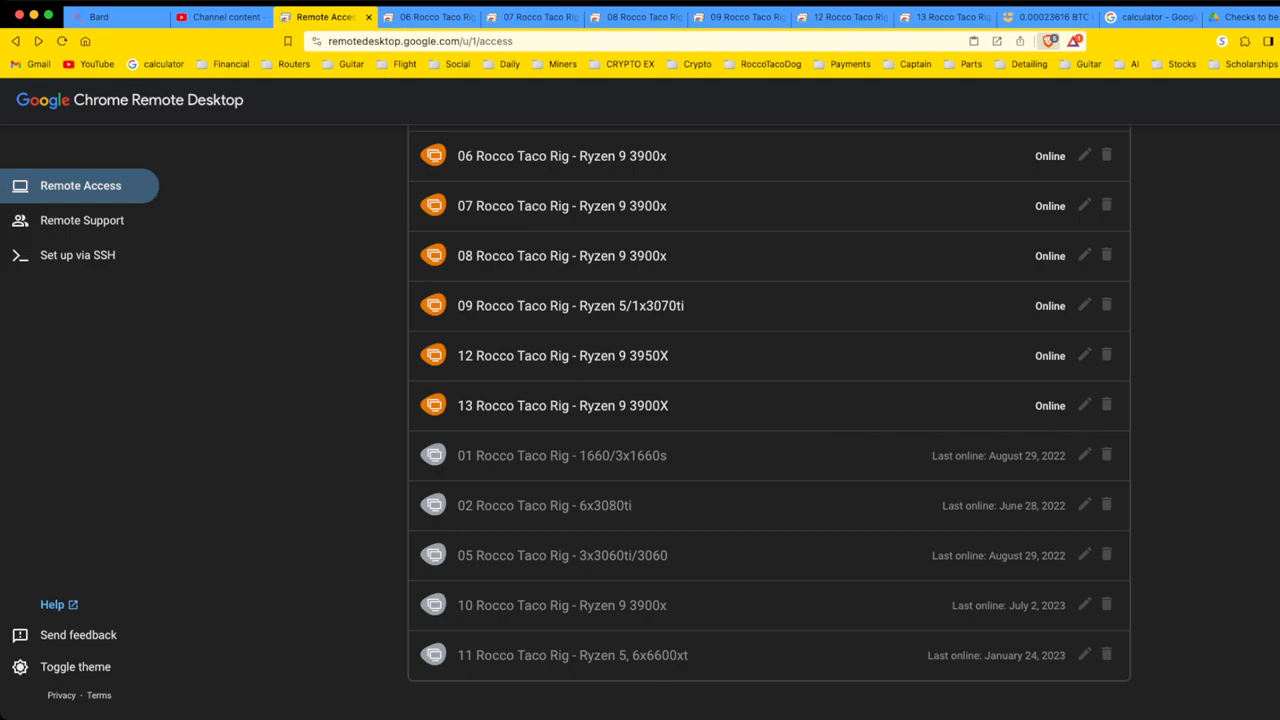 Bard
Channel content -
Remote Acces
06 Rocco Taco Rig
07 Rocco Taco Rig
08 Rocco Taco Rig
09 Rocco Taco Rig
12 Rocco Taco Rig
13 Rocco Taco Rig
0.00023616 BTC
calculator - Goog
Checks to be
remotedesktop.google.com/u/1/access
5
1
S
Gmail
YouTube
calculator
Financial
Routers
Guitar
Flight
Social
Daily
Miners
CRYPTO EX
Crypto
RoccoTacoDog
Payments
Captain
Parts
Detailing
Guitar
AI
Stocks
Scholarships
Google Chrome Remote Desktop
Remote Access
Remote Support
Set up via SSH
06 Rocco Taco Rig - Ryzen 9 3900x Online
07 Rocco Taco Rig - Ryzen 9 3900x Online
08 Rocco Taco Rig - Ryzen 9 3900x Online
09 Rocco Taco Rig - Ryzen 5/1x3070ti Online
12 Rocco Taco Rig - Ryzen 9 3950X Online
13 Rocco Taco Rig - Ryzen 9 3900X Online
01 Rocco Taco Rig - 1660/3x1660s Last online: August 29, 2022
02 Rocco Taco Rig - 6x3080ti Last online: June 28, 2022
05 Rocco Taco Rig - 3x3060ti/3060 Last online: August 29, 2022
10 Rocco Taco Rig - Ryzen 9 3900x Last online: July 2, 2023
11 Rocco Taco Rig - Ryzen 5, 6x6600xt Last online: January 24, 2023
Help
Send feedback
Toggle theme
Privacy · Terms